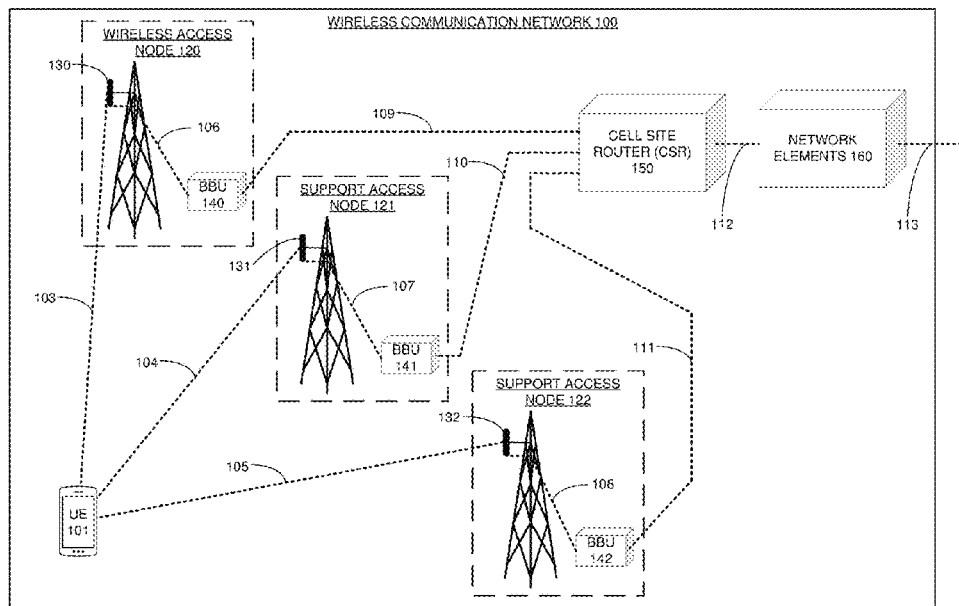 WIRELESS COMMUNICATION NETWORK 100
WIRELESS ACCESS
NODE 120
130
106
BBU
140
109
110
CELL SITE
ROUTER (CSR)
150
NETWORK
ELEMENTS 160
112
113
SUPPORT ACCESS
NODE 121
131
107
BBU
141
103
104
111
SUPPORT ACCESS
NODE 122
132
105
108
BBU
142
UE
101